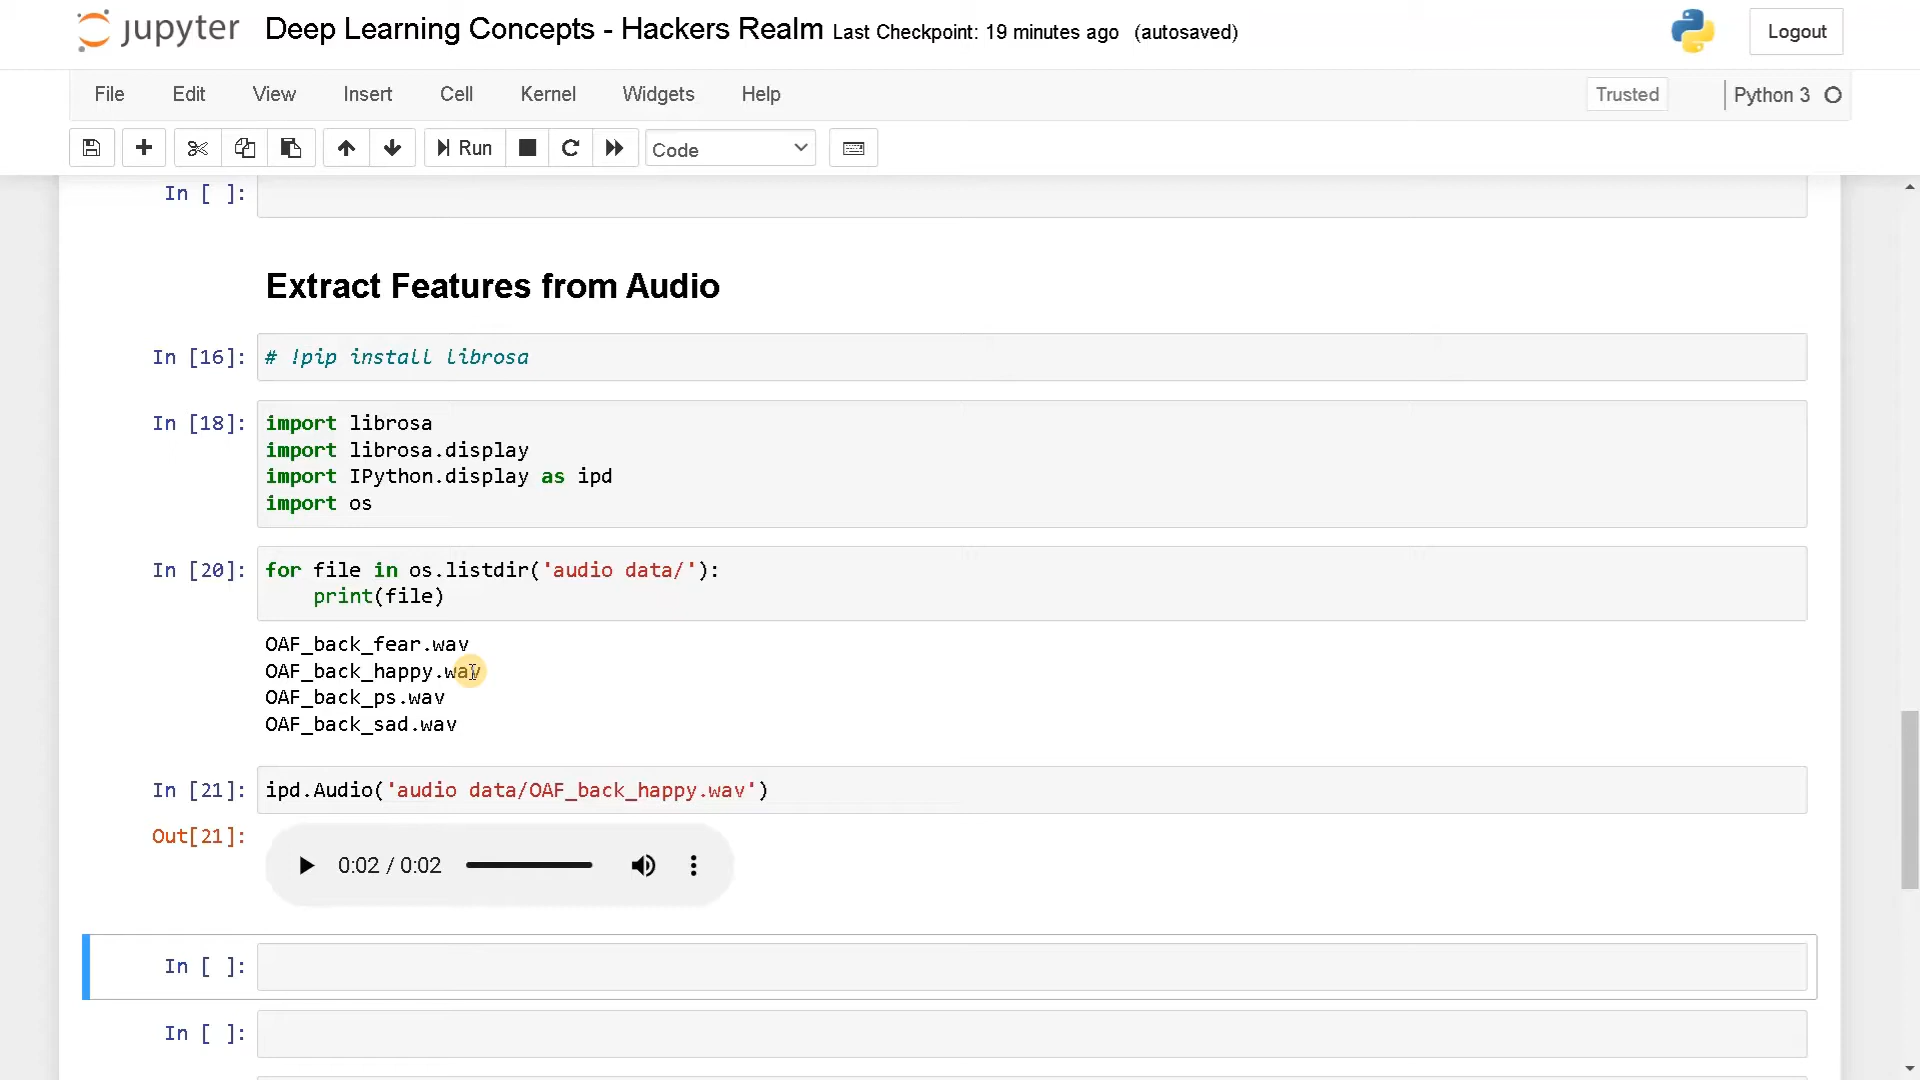 jupyter Deep Learning Concepts - Hackers Realm Last Checkpoint: 19 minutes ago (autosaved) Logout
File Edit View Insert Cell Kernel Widgets Help Trusted Python 3
Run Code
In [ ]:
Extract Features from Audio
In [16]: # !pip install librosa
In [18]: import librosa
import librosa.display
import IPython.display as ipd
import os
In [20]: for file in os.listdir('audio data/'):
print(file)
OAF_back_fear.wav
OAF_back_happy.wav
OAF_back_ps.wav
OAF_back_sad.wav
In [21]: ipd.Audio('audio data/OAF_back_happy.wav')
Out[21]:
0:02 / 0:02
In [ ]:
In [ ]: